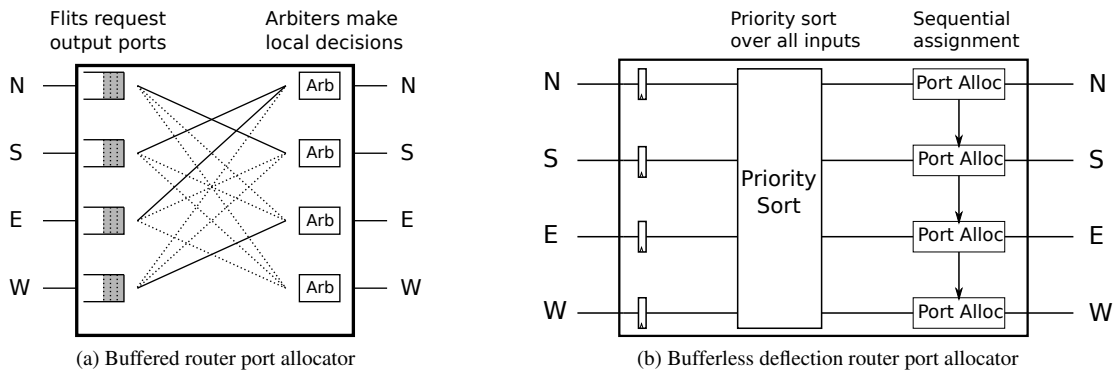 Flits request
output ports
Arbiters make
local decisions
N
Arb
N
S
Arb
S
E
Arb
E
W
Arb
W
(a) Buffered router port allocator
Priority sort
over all inputs
Sequential
assignment
N
Port Alloc
N
S
Port Alloc
S
Priority
Sort
E
Port Alloc
E
W
Port Alloc
W
(b) Bufferless deflection router port allocator